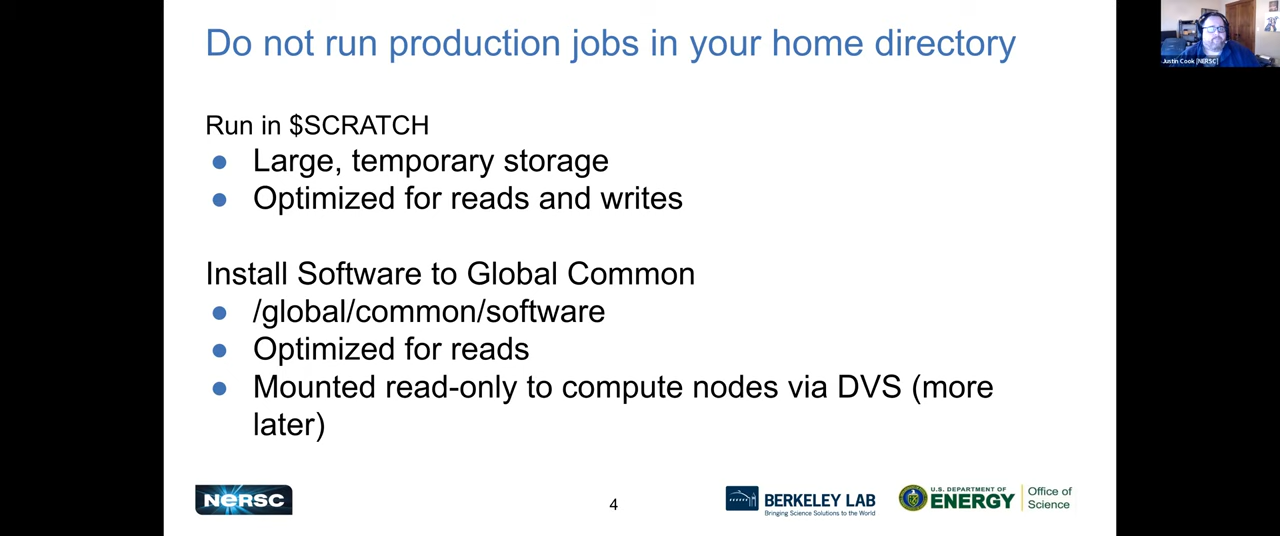 Do not run production jobs in your home directory
Justin Cook [NERSC]
Run in $SCRATCH
● Large, temporary storage
● Optimized for reads and writes
Install Software to Global Common
● /global/common/software
● Optimized for reads
● Mounted read-only to compute nodes via DVS (more
later)
NERSC
4
BERKELEY LAB
Bringing Science Solutions to the World
U.S. DEPARTMENT OF
ENERGY
Office of
Science